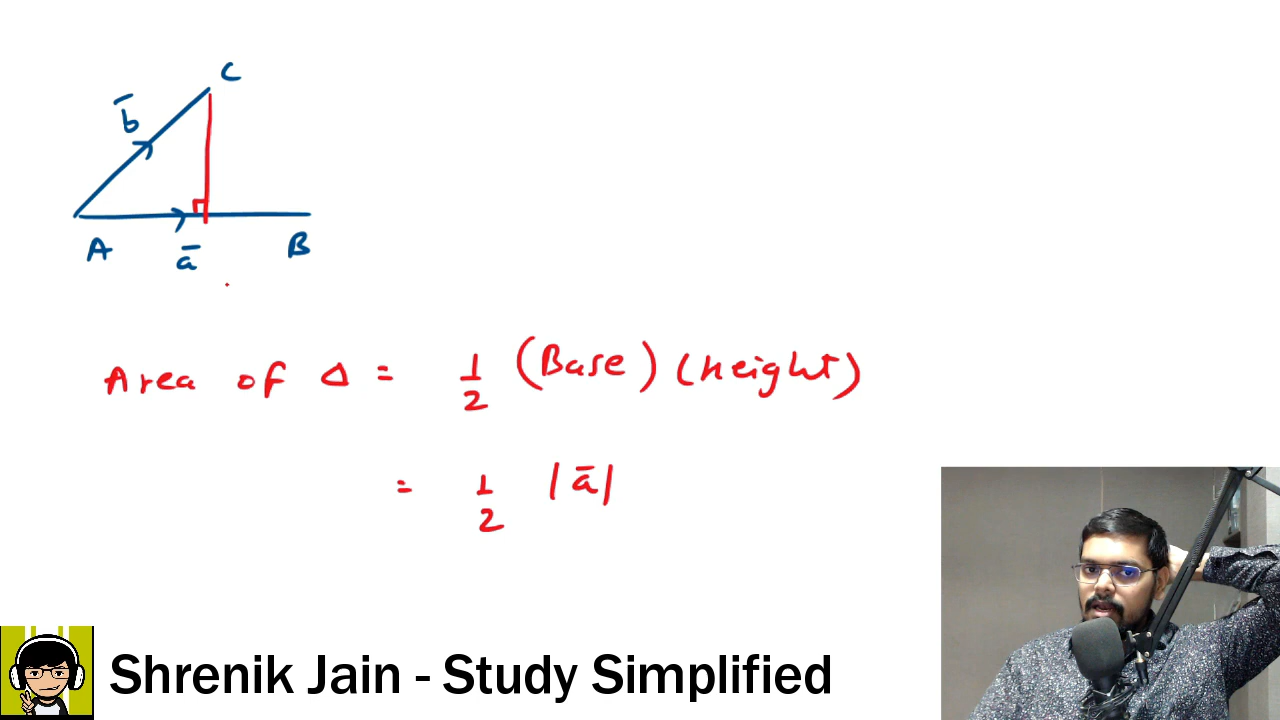 C
b̄
A
ā
B
Area of Δ = 1/2 (Base) (Height)
= 1/2 |ā|
Shrenik Jain - Study Simplified